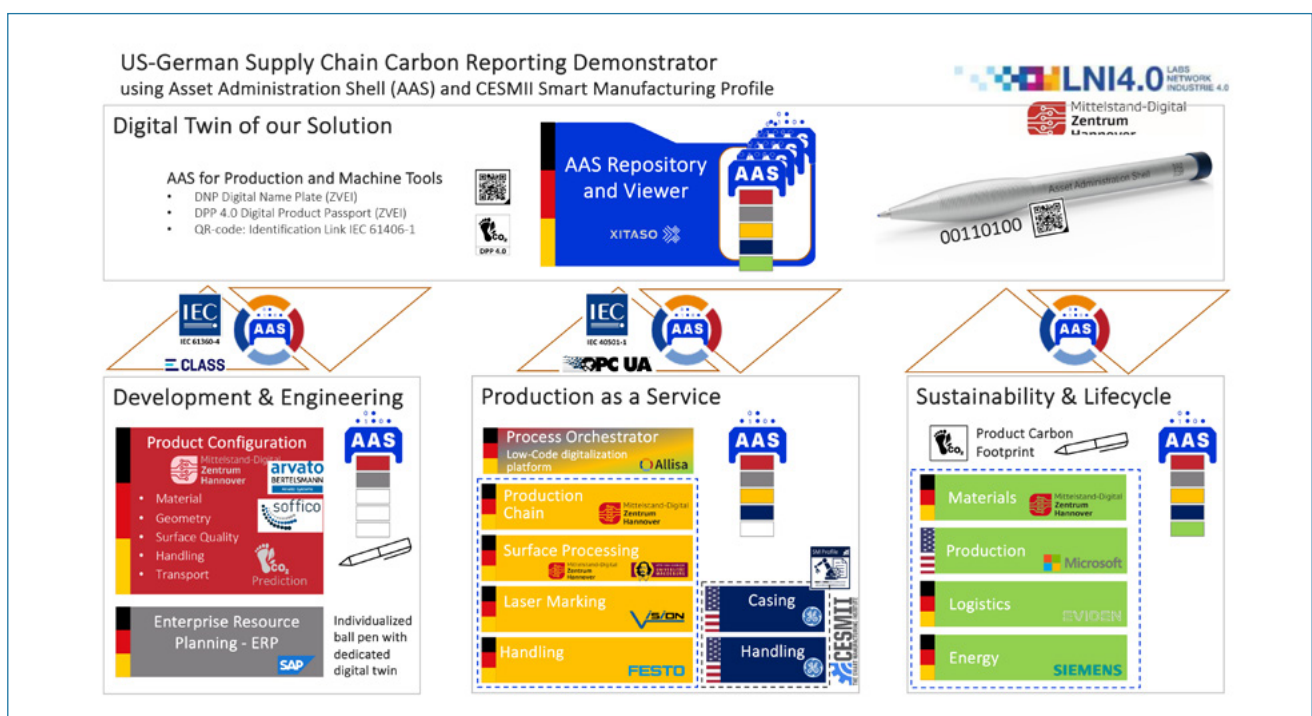 US-German Supply Chain Carbon Reporting Demonstrator
using Asset Administration Shell (AAS) and CESMII Smart Manufacturing Profile
LNI4.0
LABS
NETWORK
INDUSTRIE 4.0
Mittelstand-Digital
Zentrum
Hannover
Digital Twin of our Solution
AAS for Production and Machine Tools
• DNP Digital Name Plate (ZVEI)
• DPP 4.0 Digital Product Passport (ZVEI)
• QR-code: Identification Link IEC 61406-1
CO₂
DPP 4.0
AAS Repository
and Viewer
XITASO
AAS
Asset Administration Shell
00110100
IEC
IEC 61360-4
AAS
ECLASS
IEC
IEC 40501-1
AAS
OPC UA
AAS
Development & Engineering
Product Configuration
Mittelstand-Digital
Zentrum
Hannover
arvato
BERTELSMANN
soffico
• Material
• Geometry
• Surface Quality
• Handling
• Transport
CO₂
Prediction
AAS
Enterprise Resource
Planning - ERP
SAP
Individualized
ball pen with
dedicated
digital twin
Production as a Service
Process Orchestrator
Low-Code digitalization
platform
Allisa
AAS
Production
Chain
Mittelstand-Digital
Zentrum
Hannover
Surface Processing
Mittelstand-Digital
Zentrum
Hannover
Laser Marking
Vision
Handling
FESTO
SM Profile
Casing
Handling
CESMII
Sustainability & Lifecycle
CO₂
Product Carbon
Footprint
AAS
Materials
Mittelstand-Digital
Zentrum
Hannover
Production
Microsoft
Logistics
EVIDEN
Energy
SIEMENS